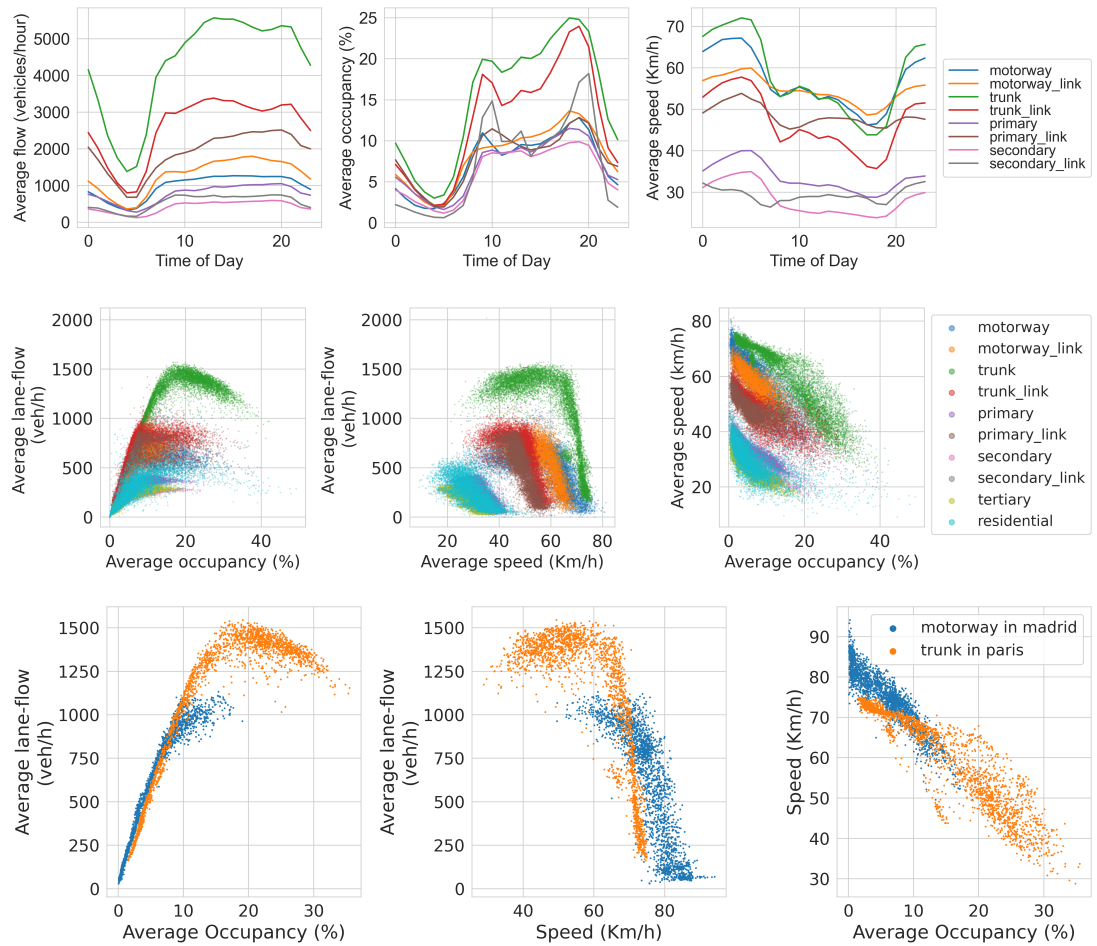 Average flow (vehicles/hour)
5000
4000
3000
2000
1000
0
0
10
20
Time of Day
Average occcupancy (%)
25
20
15
10
5
0
0
10
20
Time of Day
Average speed (Km/h)
70
60
50
40
30
0
10
20
Time of Day
motorway
motorway_link
trunk
trunk_link
primary
primary_link
secondary
secondary_link
Average lane-flow
(veh/h)
2000
1500
1000
500
0
0
20
40
Average occupancy (%)
Average lane-flow
(veh/h)
2000
1500
1000
500
0
20
40
60
80
Average speed (Km/h)
Average speed (km/h)
80
60
40
20
0
20
40
Average occupancy (%)
motorway
motorway_link
trunk
trunk_link
primary
primary_link
secondary
secondary_link
tertiary
residential
Average lane-flow
(veh/h)
1500
1250
1000
750
500
250
0
0
10
20
30
Average Occupancy (%)
Average lane-flow
(veh/h)
1500
1250
1000
750
500
250
0
40
60
80
Speed (Km/h)
Speed (Km/h)
90
80
70
60
50
40
30
0
10
20
30
Average Occupancy (%)
motorway in madrid
trunk in paris